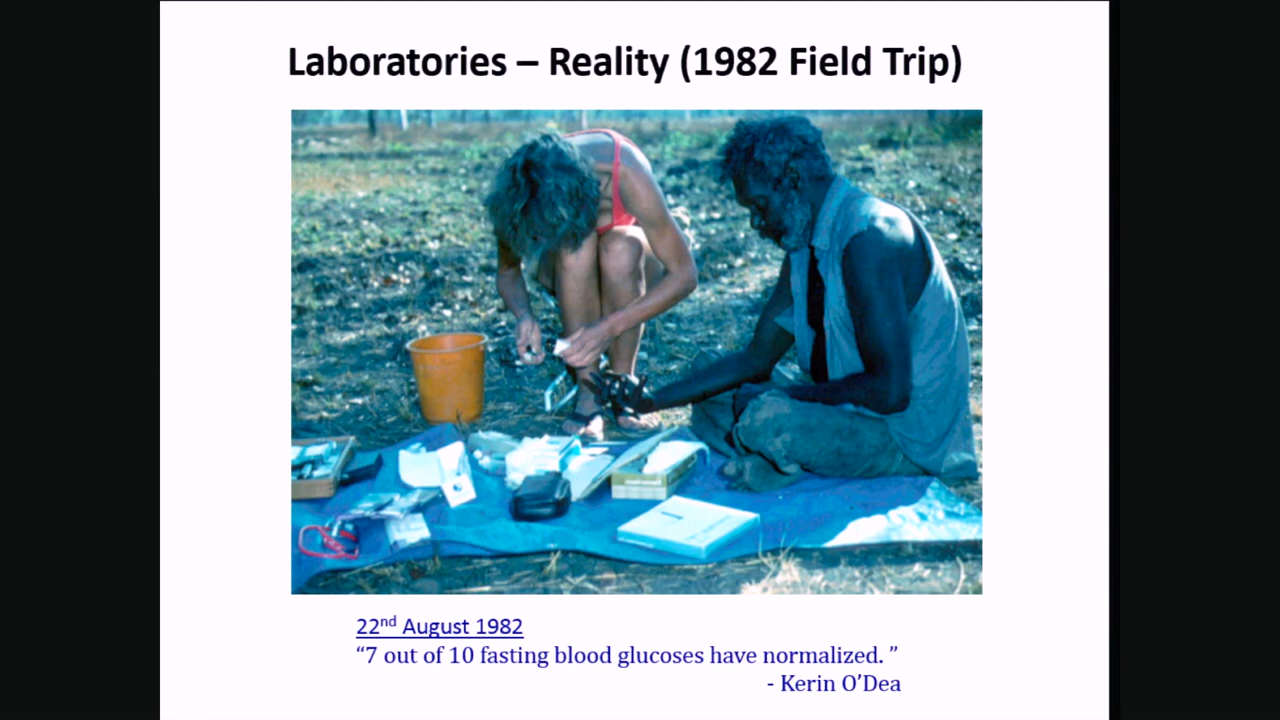 Laboratories – Reality (1982 Field Trip)
22nd August 1982
“7 out of 10 fasting blood glucoses have normalized. ”
- Kerin O’Dea